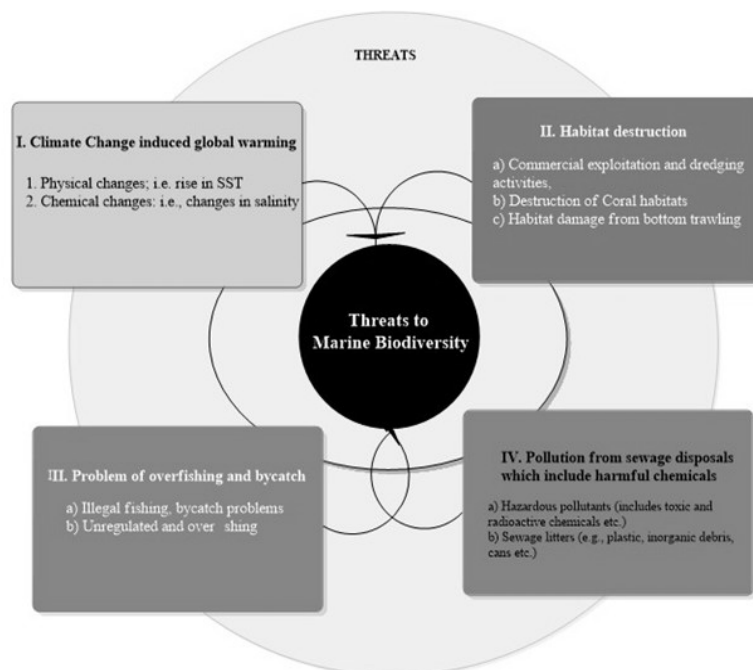 THREATS
I. Climate Change induced global warming
1. Physical changes; i.e. rise in SST
2. Chemical changes: i.e., changes in salinity
II. Habitat destruction
a) Commercial exploitation and dredging
activities,
b) Destruction of Coral habitats
c) Habitat damage from bottom trawling
Threats to
Marine Biodiversity
III. Problem of overfishing and bycatch
a) Illegal fishing, bycatch problems
b) Unregulated and over shing
IV. Pollution from sewage disposals
which include harmful chemicals
a) Hazardous pollutants (includes toxic and
radioactive chemicals etc.)
b) Sewage litters (e.g., plastic, inorganic debris,
cans etc.)